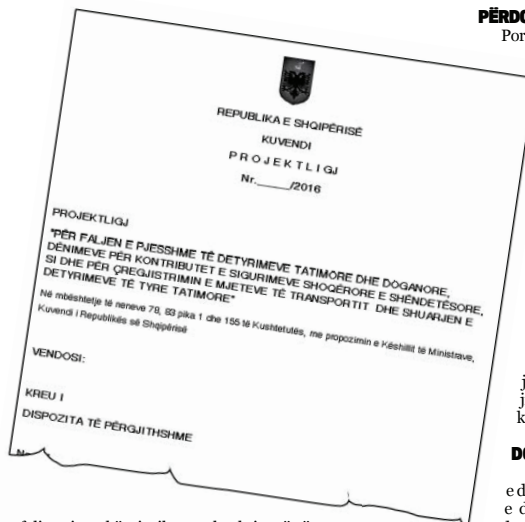 REPUBLIKA E SHQIPËRISË
KUVENDI
PROJEKTLIGJ
Nr.______/2016
PROJEKTLIGJ
"PËR FALJEN E PJESSHME TË DETYRIMEVE TATIMORE DHE DOGANORE,
DËNIMEVE PËR KONTRIBUTET E SIGURIMEVE SHOQËRORE E SHËNDETËSORE,
SI DHE PËR ÇREGJISTRIMIN E MJETEVE TË TRANSPORTIT DHE SHUARJEN E
DETYRIMEVE TË TYRE TATIMORE"
Në mbështetje të neneve 78, 83 pika 1 dhe 155 të Kushtetutës, me propozimin e Këshillit të Ministrave,
Kuvendi i Republikës së Shqipërisë
VENDOSI:
KREU I
DISPOZITA TË PËRGJITHSHME